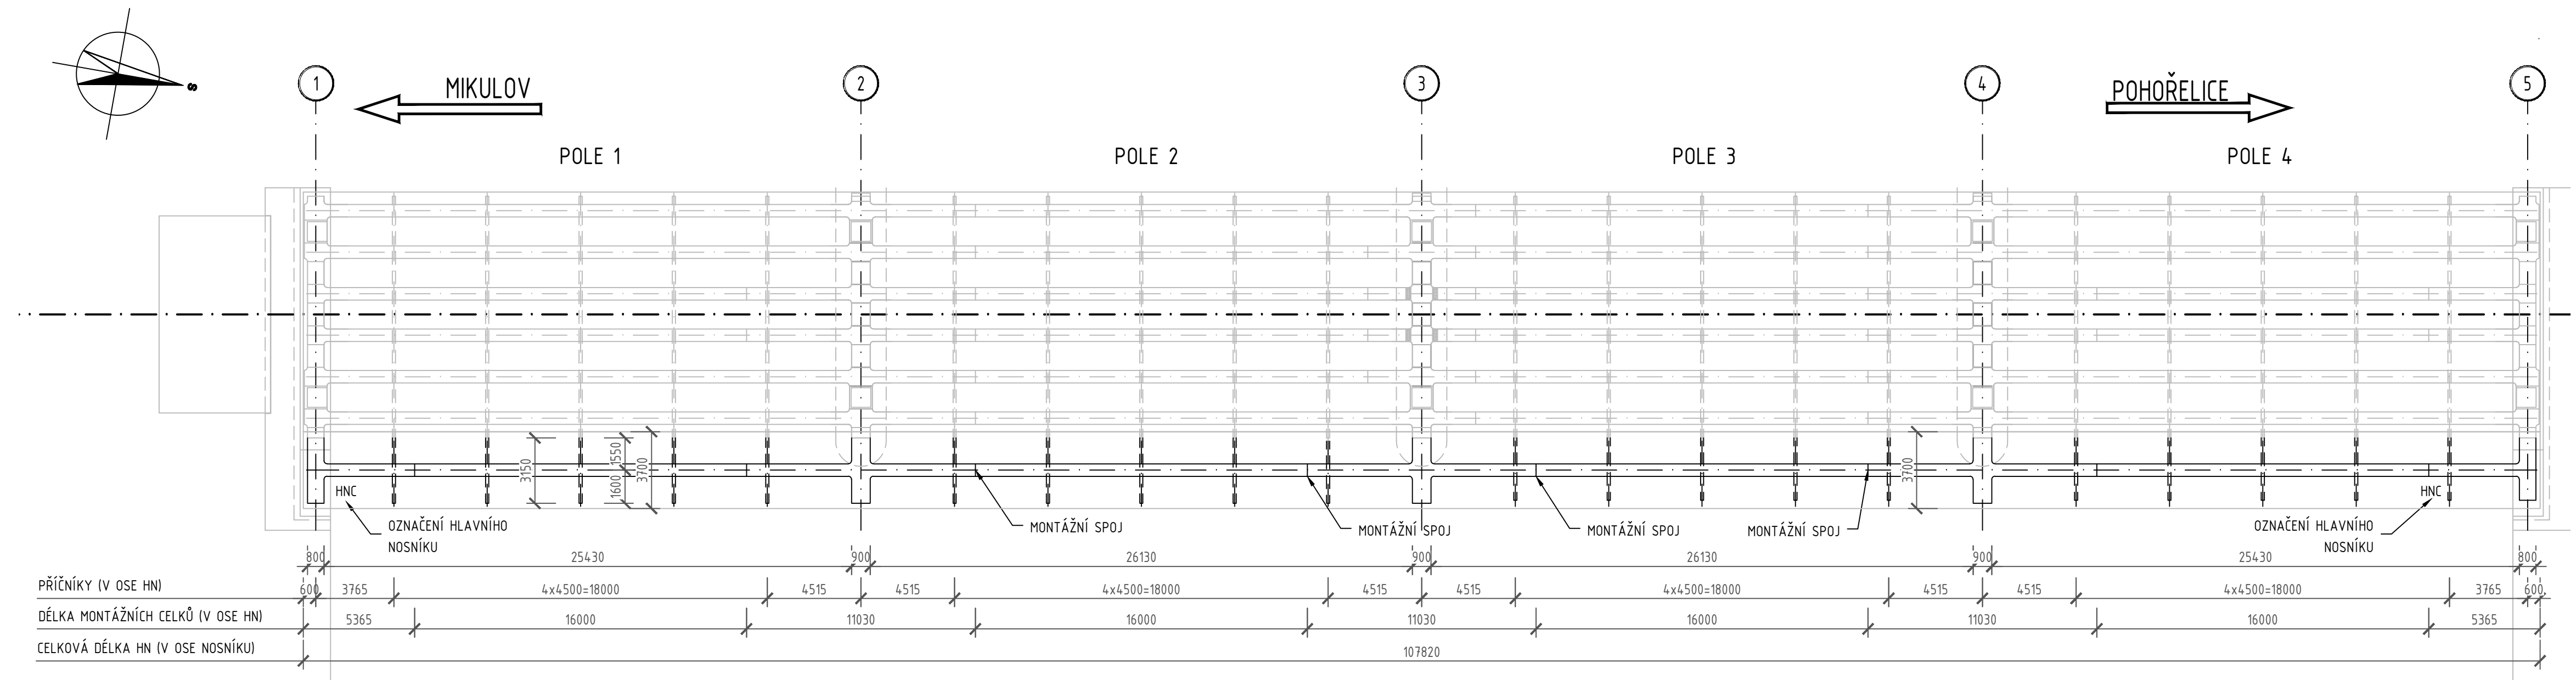 S
1
2
3
4
5
MIKULOV
POHOŘELICE
POLE 1
POLE 2
POLE 3
POLE 4
3150
1550
1600
3700
3700
HNC
OZNAČENÍ HLAVNÍHO
NOSNÍKU
MONTÁŽNÍ SPOJ
MONTÁŽNÍ SPOJ
MONTÁŽNÍ SPOJ
MONTÁŽNÍ SPOJ
HNC
OZNAČENÍ HLAVNÍHO
NOSNÍKU
800 25430 900 26130 900 26130 900 25430 800
PŘÍČNÍKY (V OSE HN) 600 3765 4x4500=18000 4515 4515 4x4500=18000 4515 4515 4x4500=18000 4515 4515 4x4500=18000 3765 600
DÉLKA MONTÁŽNÍCH CELKŮ (V OSE HN) 5365 16000 11030 16000 11030 16000 11030 16000 5365
CELKOVÁ DÉLKA HN (V OSE NOSNÍKU) 107820